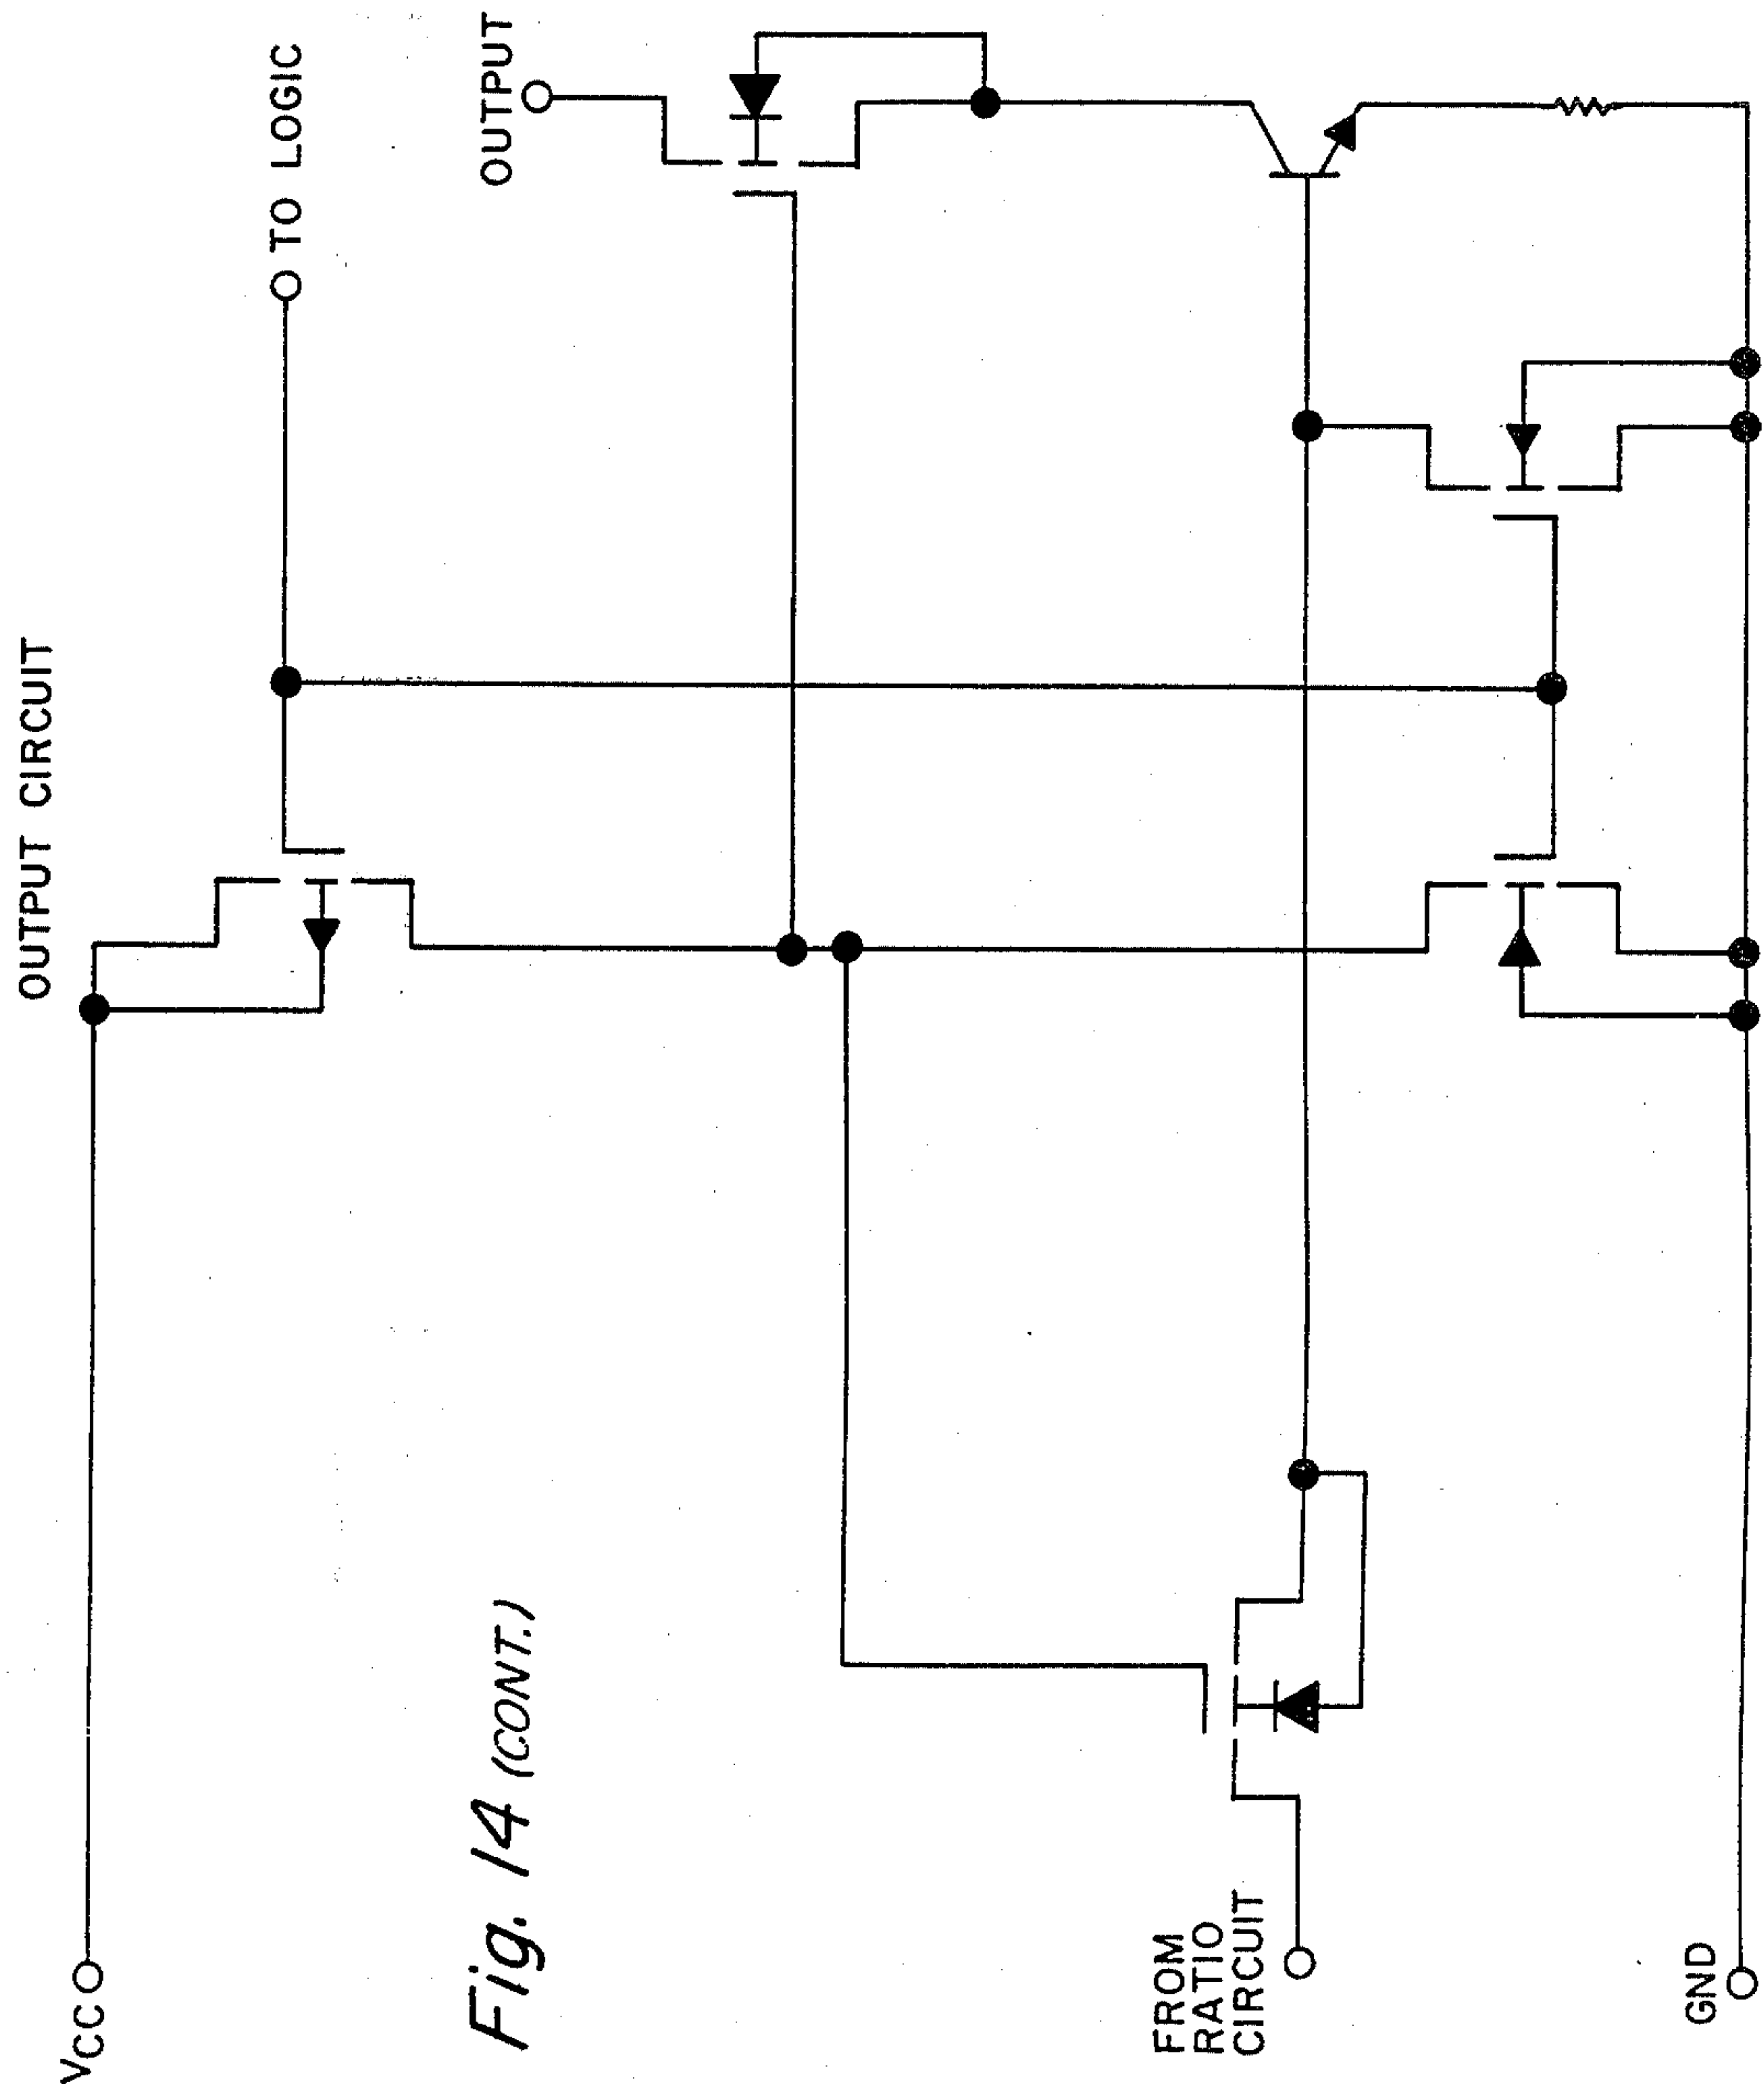 OUTPUT CIRCUIT
VCC
TO LOGIC
OUTPUT
Fig. 14 (CONT.)
FROM
RATIO
CIRCUIT
GND